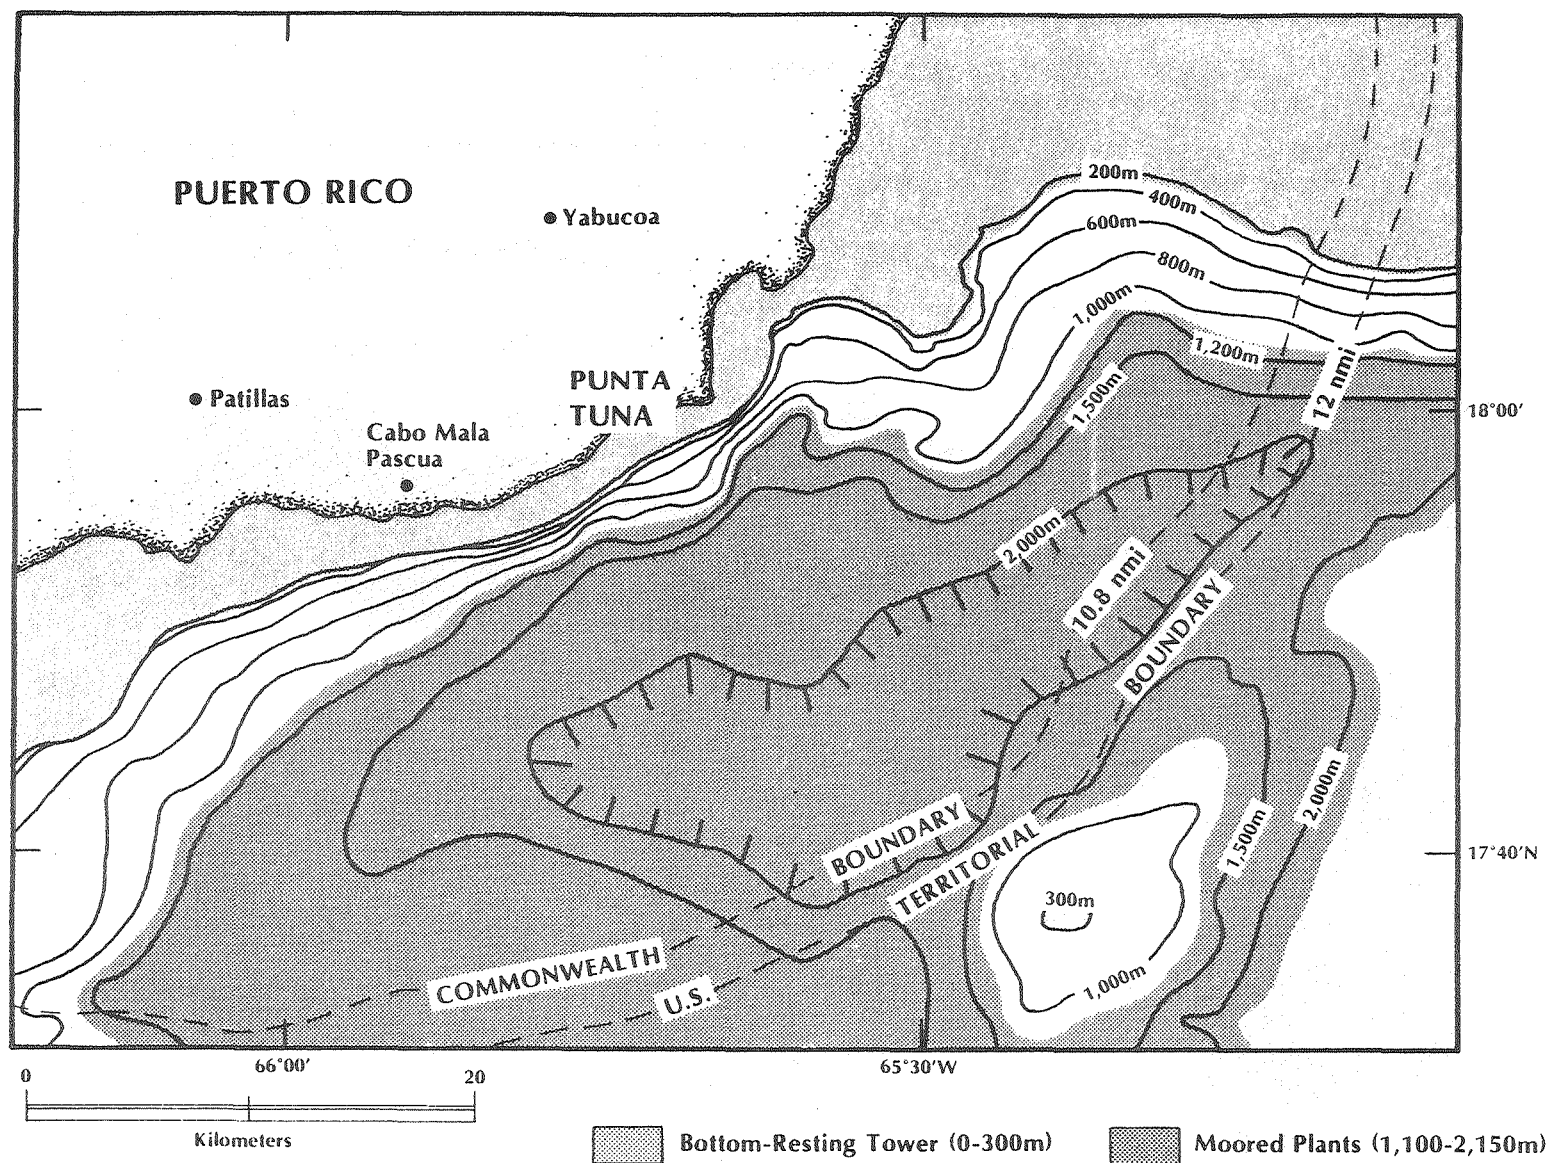 PUERTO RICO
Yabucoa
Patillas
Cabo Mala
Pascua
PUNTA
TUNA
200m
400m
600m
800m
1,000m
1,200m
1,500m
2,000m
12 nmi
10.8 nmi
18°00′
17°40′N
COMMONWEALTH BOUNDARY
U.S. TERRITORIAL BOUNDARY
300m
1,000m
1,500m
2,000m
66°00′
65°30′W
0 20
Kilometers
Bottom-Resting Tower (0-300m)
Moored Plants (1,100-2,150m)